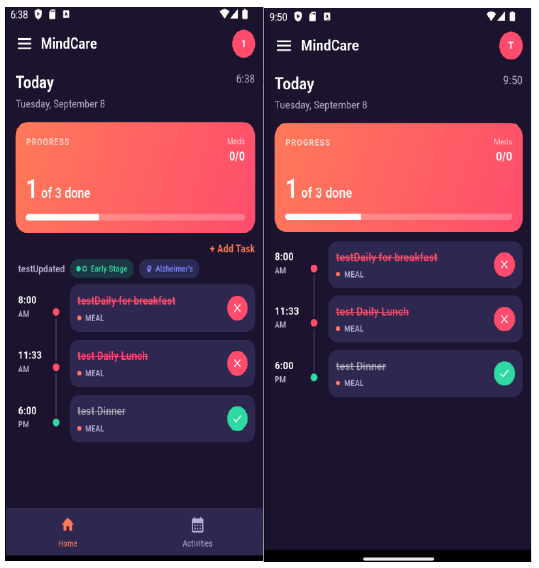 6:38
MindCare
1
Today
6:38
Tuesday, September 8
PROGRESS
Meds
0/0
1 of 3 done
+ Add Task
testUpdated
Early Stage
Alzheimer's
8:00
AM
testDaily for breakfast
MEAL
11:33
AM
test Daily Lunch
MEAL
6:00
PM
test Dinner
MEAL
Home
Activities
9:50
MindCare
T
Today
9:50
Tuesday, September 8
PROGRESS
Meds
0/0
1 of 3 done
8:00
AM
testDaily for breakfast
MEAL
11:33
AM
test Daily Lunch
MEAL
6:00
PM
test Dinner
MEAL